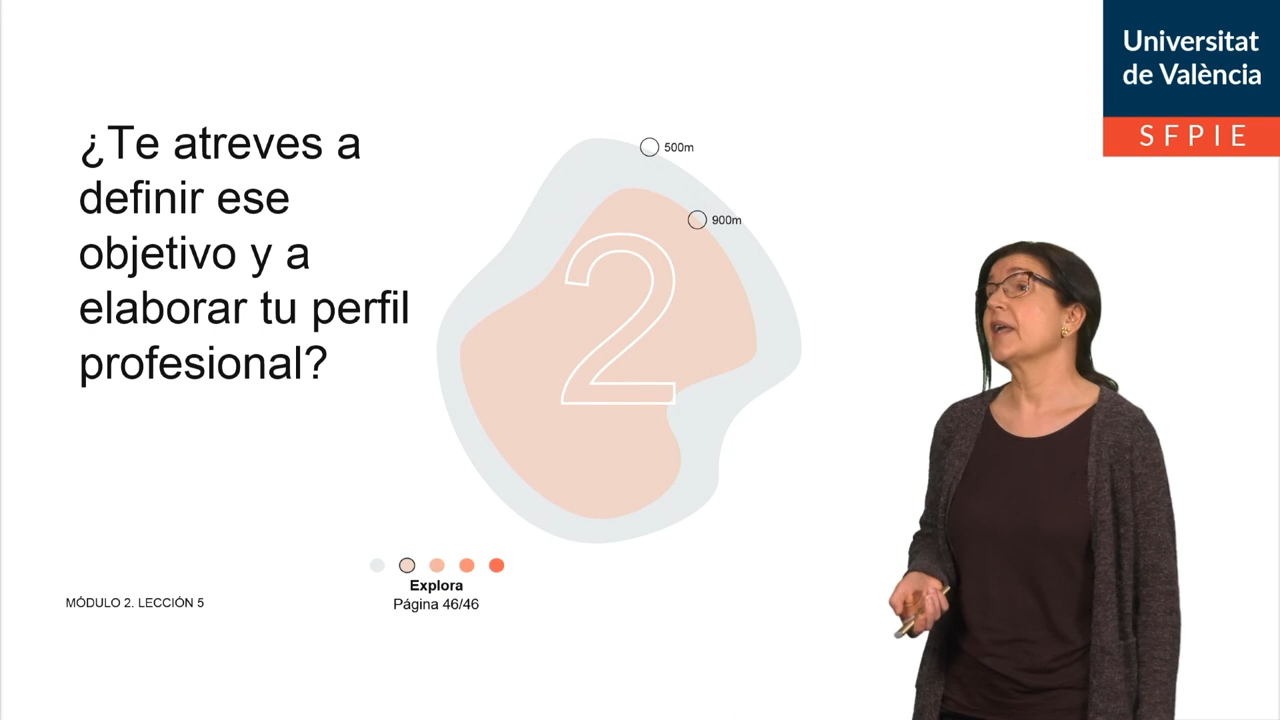 Universitat
de València
SFPIE
¿Te atreves a
definir ese
objetivo y a
elaborar tu perfil
profesional?
500m
900m
2
Explora
Página 46/46
MÓDULO 2. LECCIÓN 5